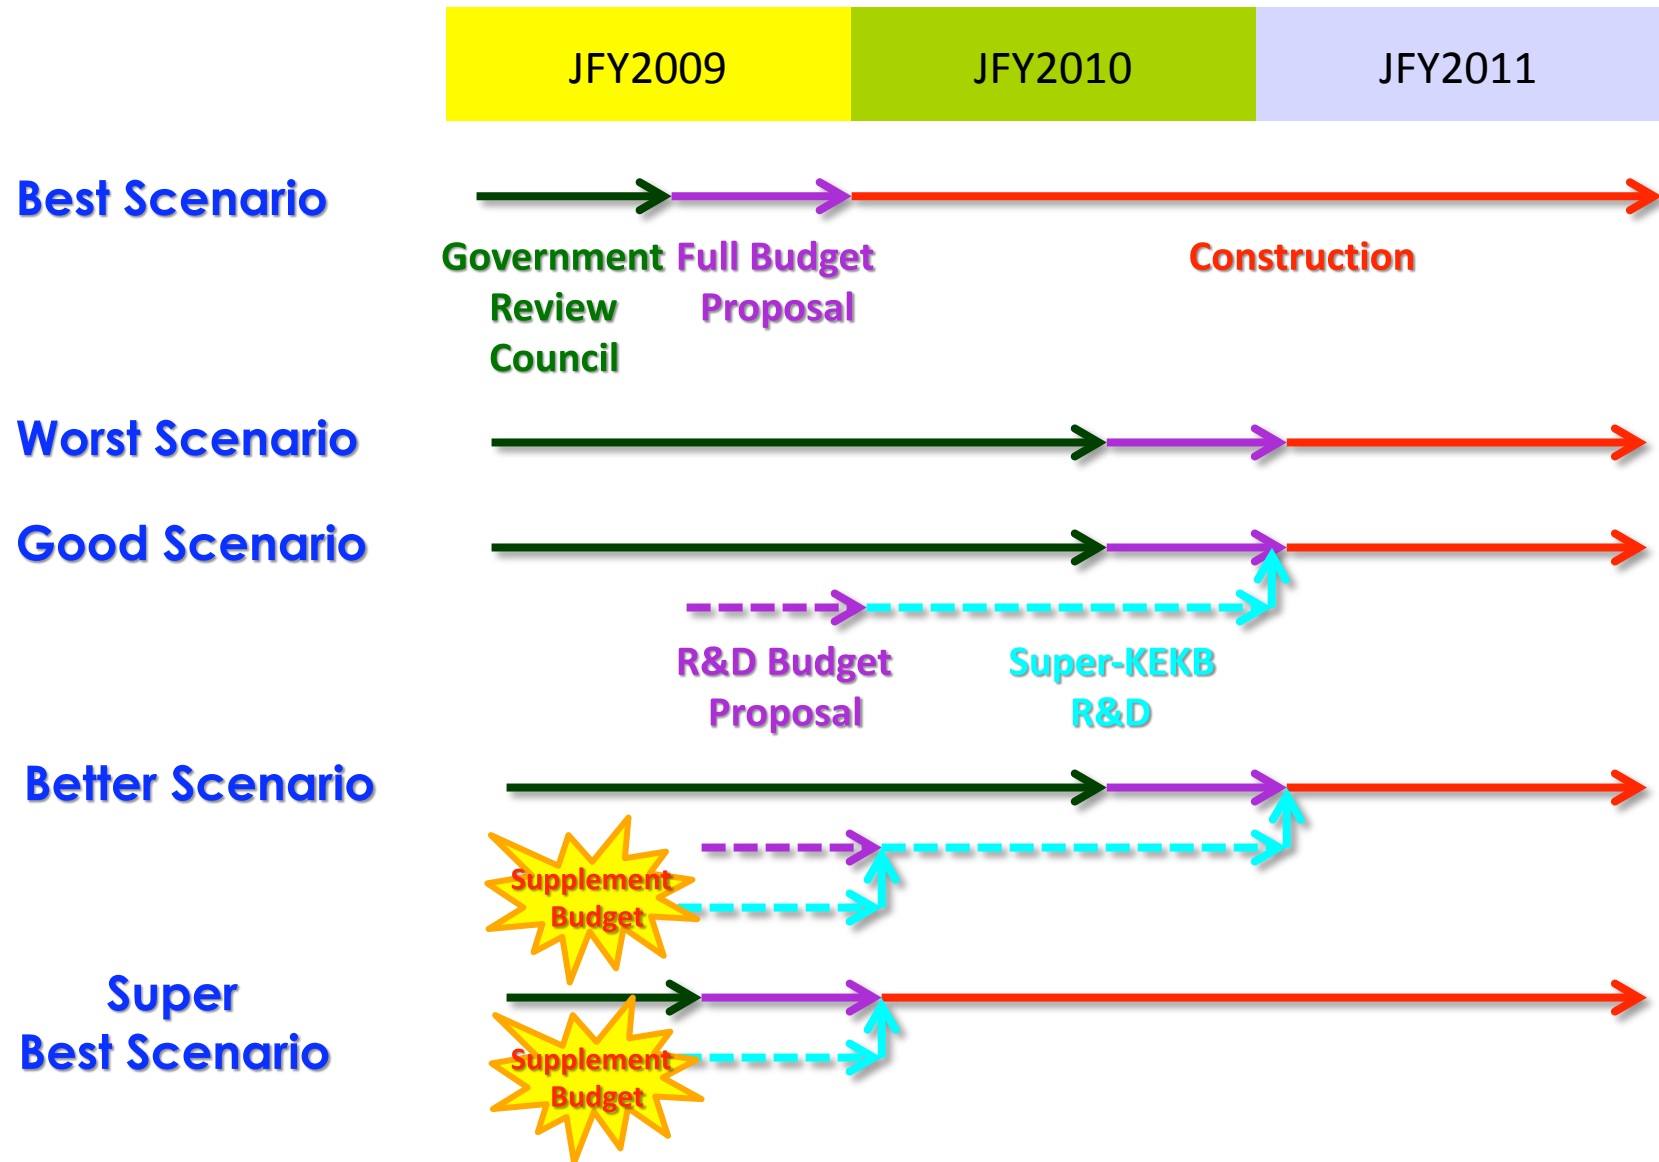 JFY2009 JFY2010 JFY2011
Best Scenario
Government Full Budget Construction
Review Proposal
Council
Worst Scenario
Good Scenario
R&D Budget Super-KEKB
Proposal R&D
Better Scenario
Supplement
Budget
Super
Best Scenario
Supplement
Budget